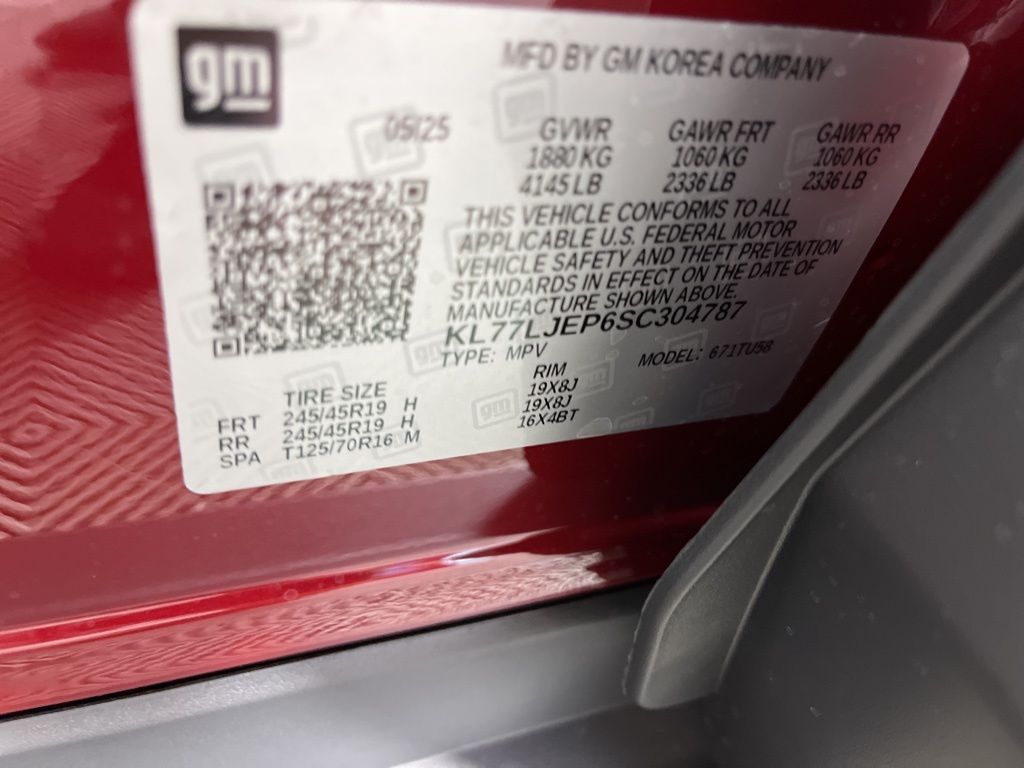 gm
MFD BY GM KOREA COMPANY
05/25 GVWR GAWR FRT GAWR RR
1880 KG 1060 KG 1060 KG
4145 LB 2336 LB 2336 LB
THIS VEHICLE CONFORMS TO ALL
APPLICABLE U.S. FEDERAL MOTOR
VEHICLE SAFETY AND THEFT PREVENTION
STANDARDS IN EFFECT ON THE DATE OF
MANUFACTURE SHOWN ABOVE.
KL77LJEP6SC304787
TYPE: MPV MODEL: 671TU58
TIRE SIZE RIM
FRT 245/45R19 H 19X8J
RR 245/45R19 H 19X8J
SPA T125/70R16 M 16X4BT